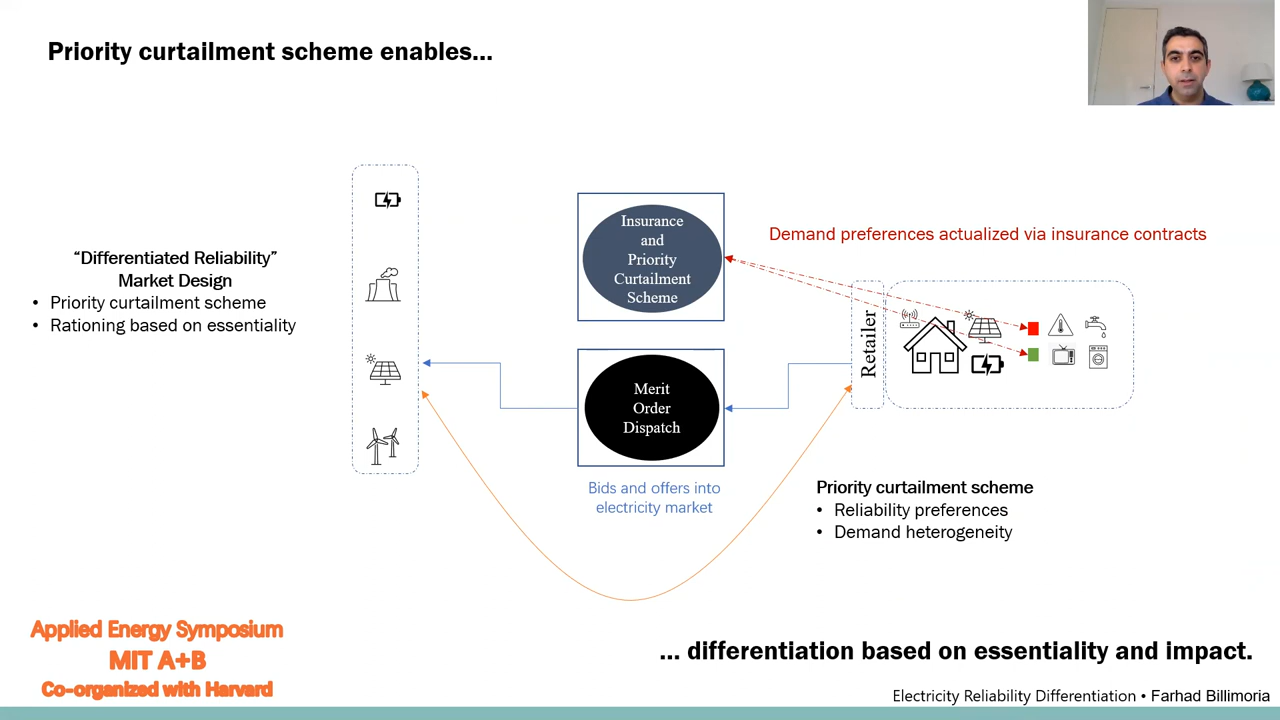 Priority curtailment scheme enables...
Insurance
and
Priority
Curtailment
Scheme
Demand preferences actualized via insurance contracts
“Differentiated Reliability”
Market Design
• Priority curtailment scheme
• Rationing based on essentiality
Retailer
Merit
Order
Dispatch
Bids and offers into
electricity market
Priority curtailment scheme
• Reliability preferences
• Demand heterogeneity
Applied Energy Symposium
MIT A+B
Co-organized with Harvard
... differentiation based on essentiality and impact.
Electricity Reliability Differentiation • Farhad Billimoria